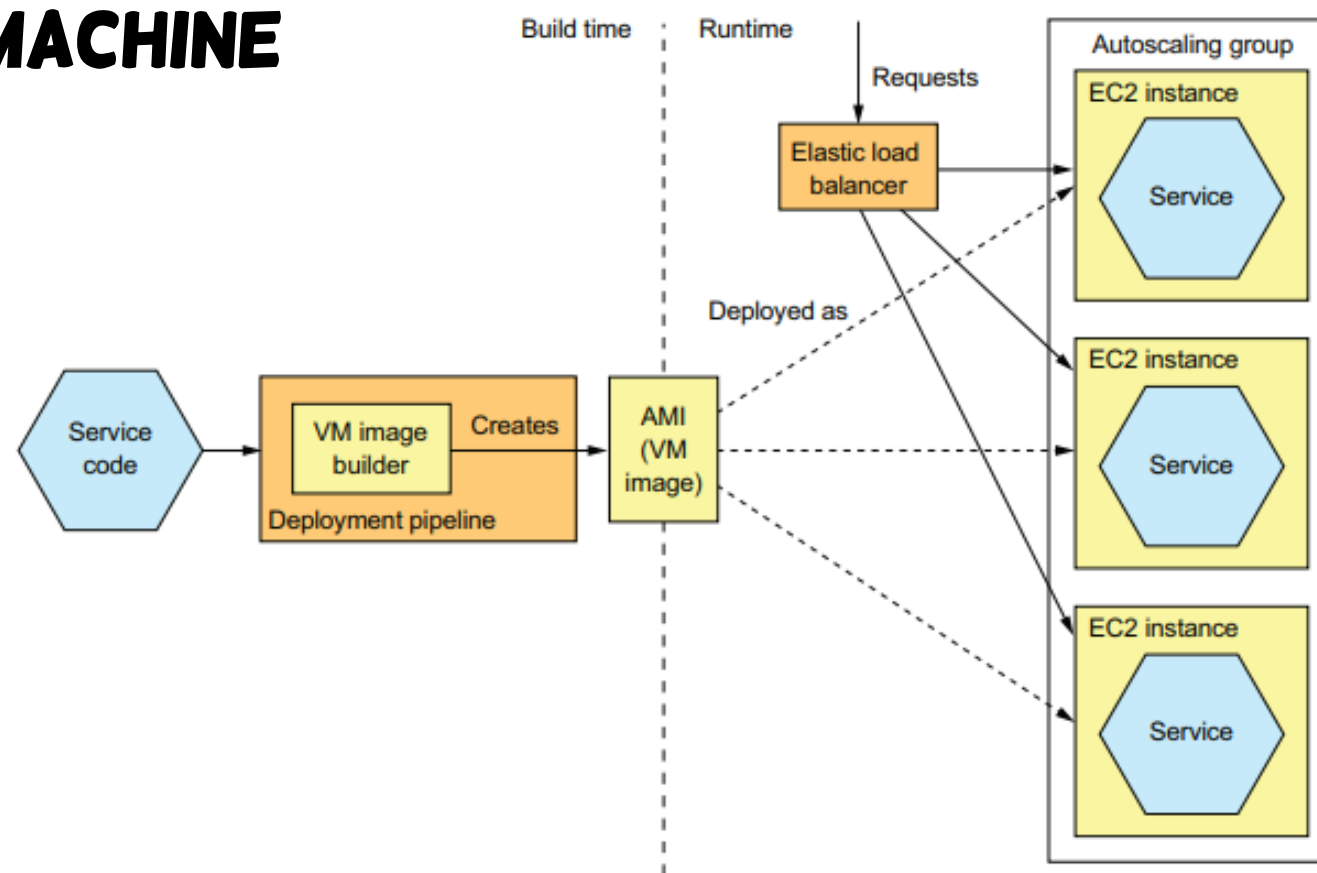 MACHINE
Build time
Runtime
Requests
Autoscaling group
EC2 instance
Service
Elastic load
balancer
Deployed as
EC2 instance
Service
Service
code
VM image
builder
Creates
Deployment pipeline
AMI
(VM
image)
EC2 instance
Service